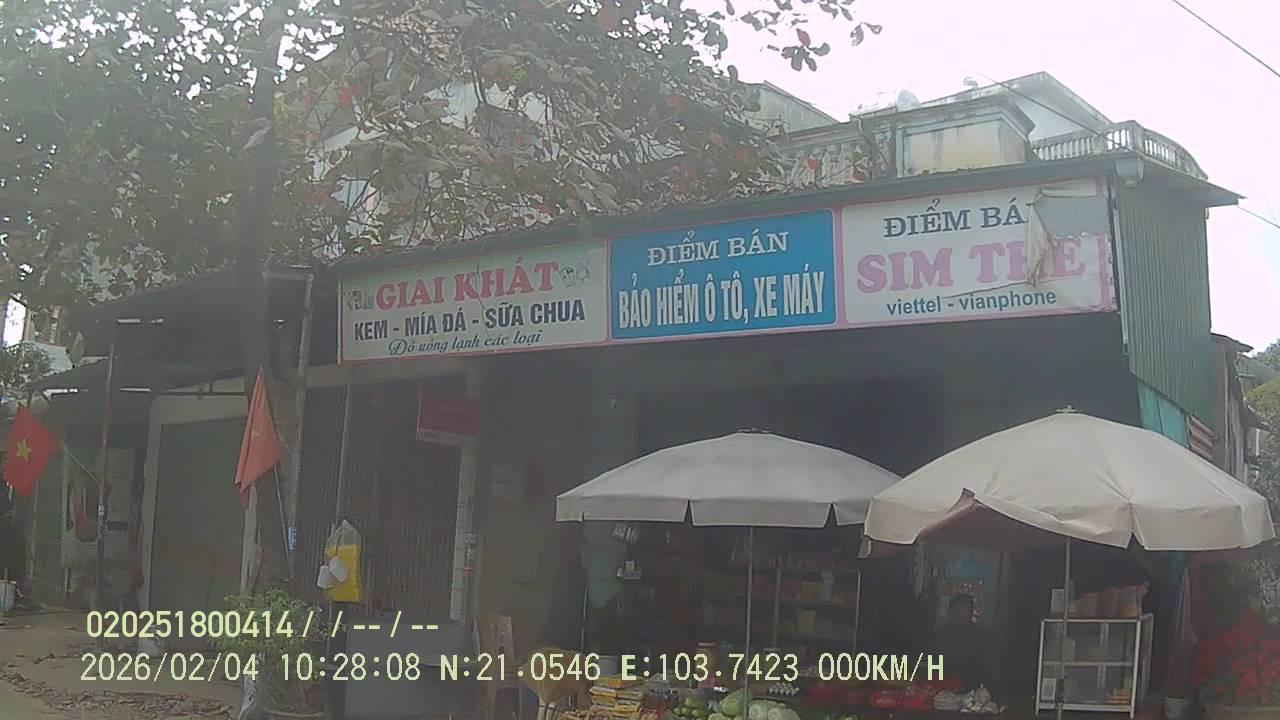 GIẢI KHÁT
KEM - MÍA ĐÁ - SỮA CHUA
Đồ uống lạnh các loại
ĐIỂM BÁN
BẢO HIỂM Ô TÔ, XE MÁY
ĐIỂM BÁ
SIM THẺ
viettel - vianphone
020251800414 / / -- / --
2026/02/04 10:28:08 N:21.0546 E:103.7423 000KM/H